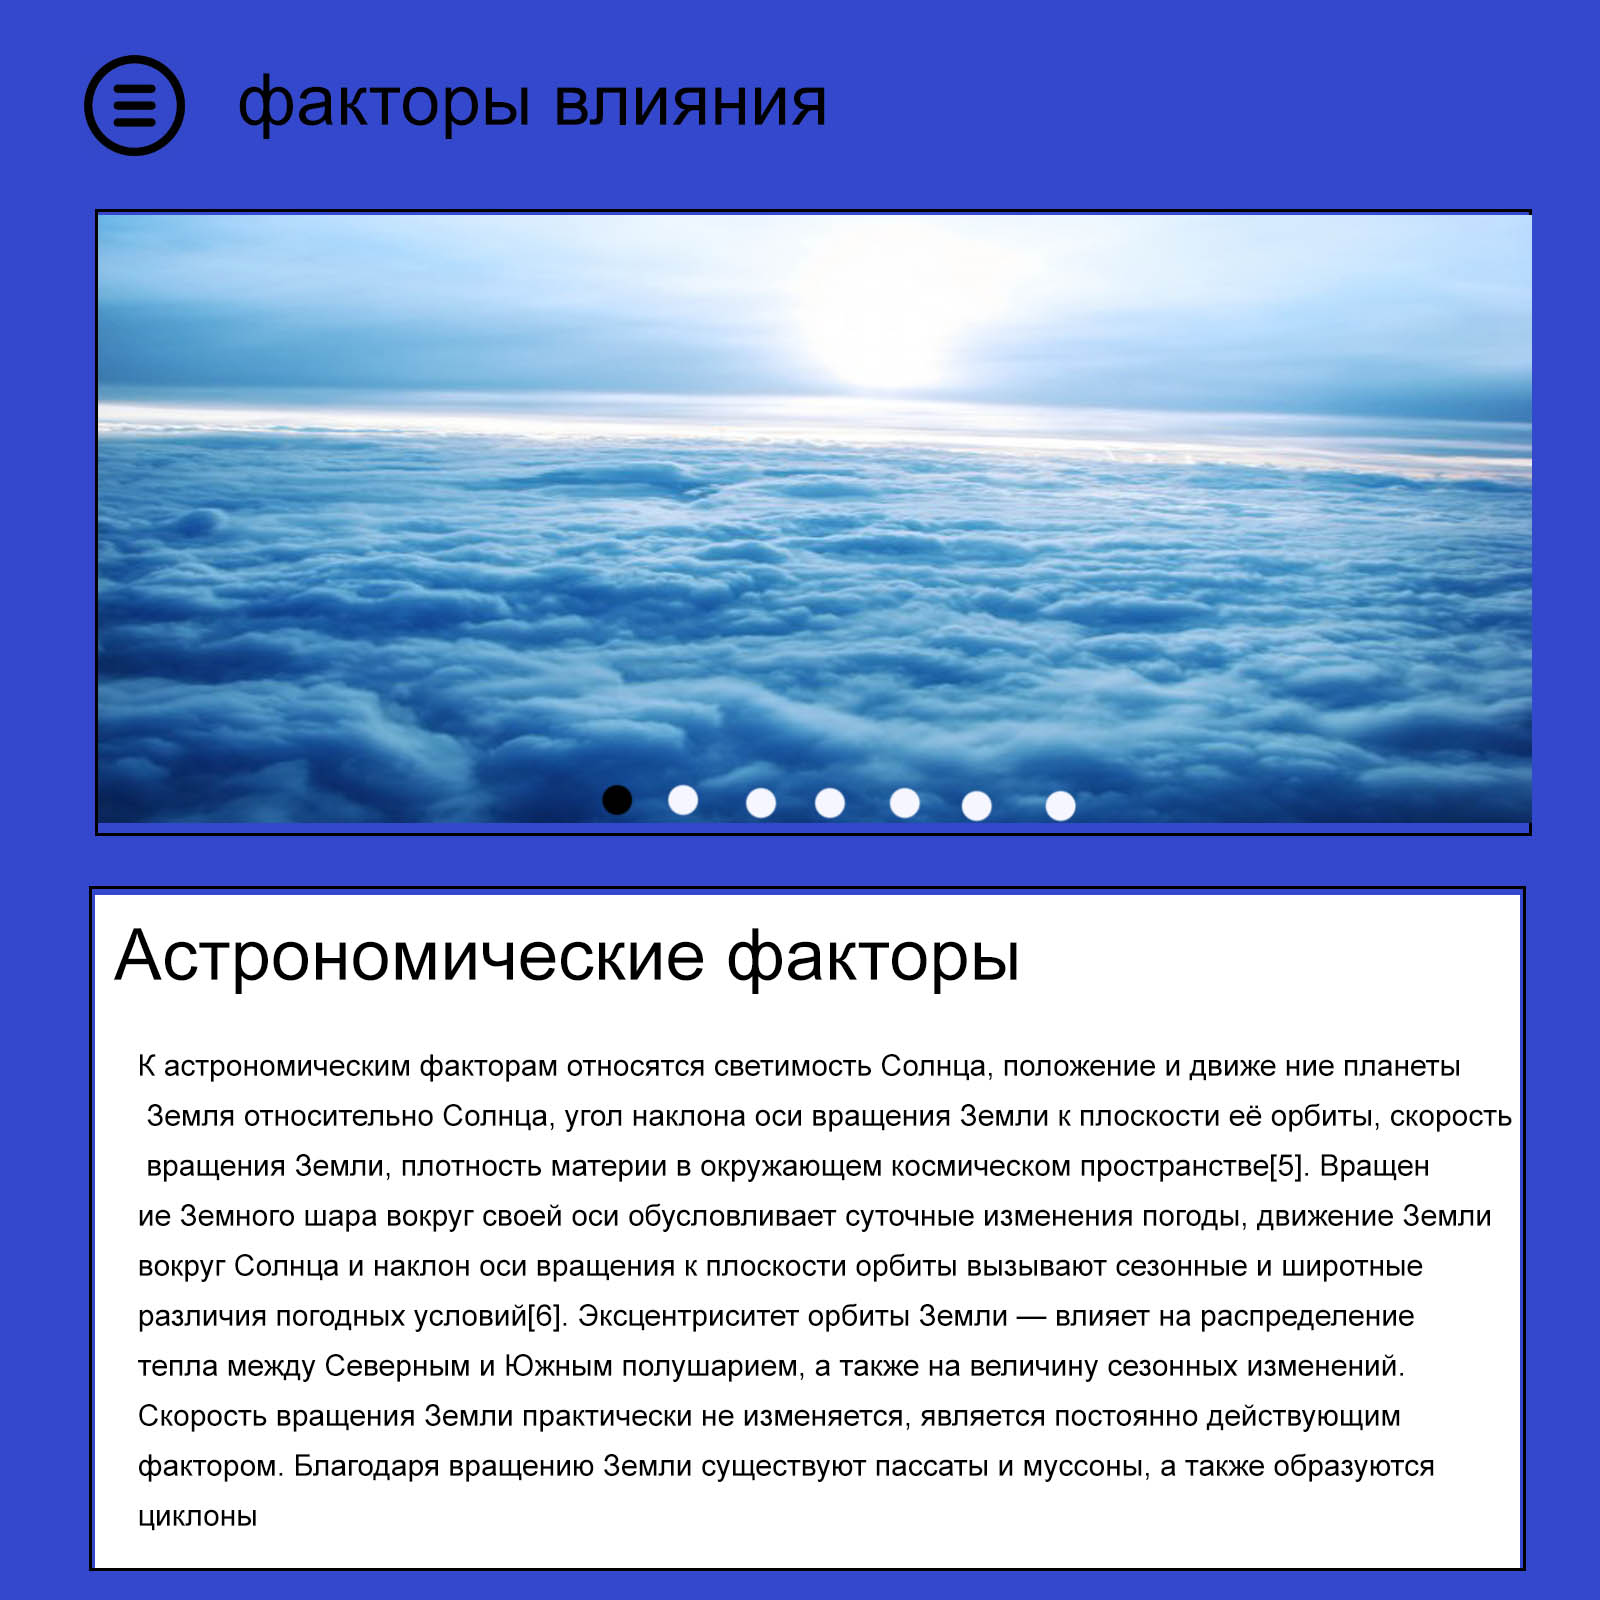 факторы влияния
Астрономические факторы
К астрономическим факторам относятся светимость Солнца, положение и движе ние планеты
Земля относительно Солнца, угол наклона оси вращения Земли к плоскости её орбиты, скорость
вращения Земли, плотность материи в окружающем космическом пространстве[5]. Вращен
ие Земного шара вокруг своей оси обусловливает суточные изменения погоды, движение Земли
вокруг Солнца и наклон оси вращения к плоскости орбиты вызывают сезонные и широтные
различия погодных условий[6]. Эксцентриситет орбиты Земли — влияет на распределение
тепла между Северным и Южным полушарием, а также на величину сезонных изменений.
Скорость вращения Земли практически не изменяется, является постоянно действующим
фактором. Благодаря вращению Земли существуют пассаты и муссоны, а также образуются
циклоны